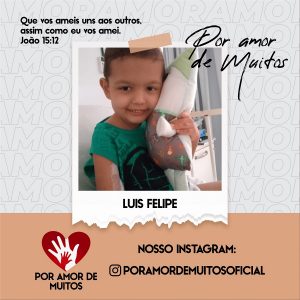 Que vos ameis uns aos outros,
assim como eu vos amei.
João 15:12
Por amor
de Muitos
LUIS FELIPE
POR AMOR DE
MUITOS
NOSSO INSTAGRAM:
PORAMORDEMUITOSOFICIAL